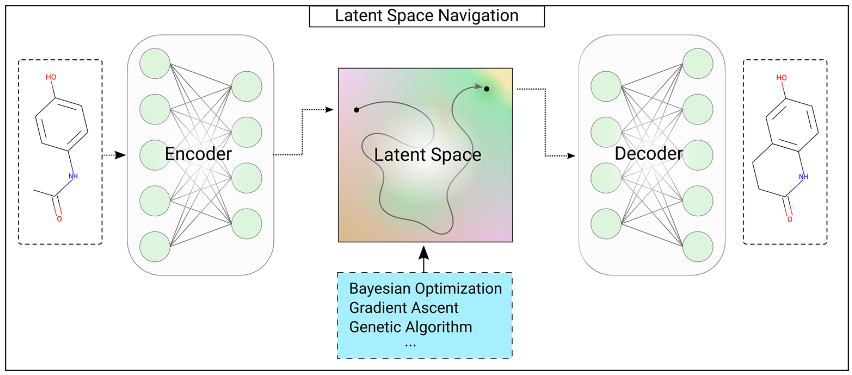 Latent Space Navigation
HO
NH
O
Encoder
Latent Space
Bayesian Optimization
Gradient Ascent
Genetic Algorithm
...
Decoder
HO
NH
O